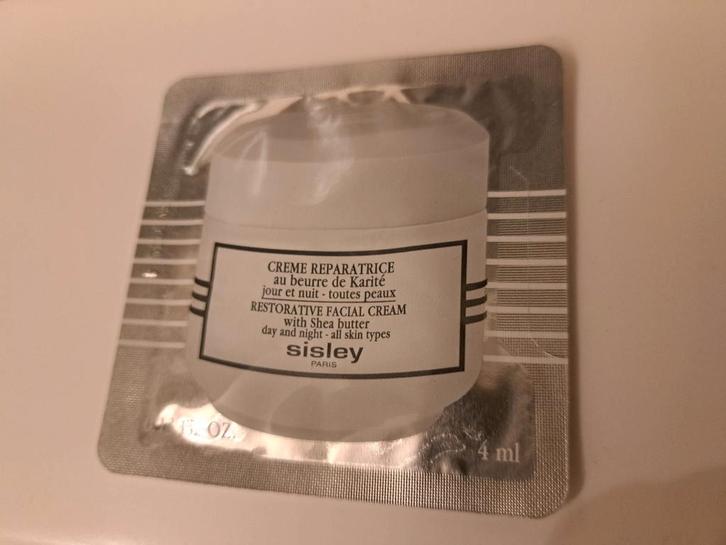 CREME REPARATRICE
au beurre de Karité
jour et nuit - toutes peaux
RESTORATIVE FACIAL CREAM
with Shea butter
day and night - all skin types
sisley
PARIS
OZ.
4 ml